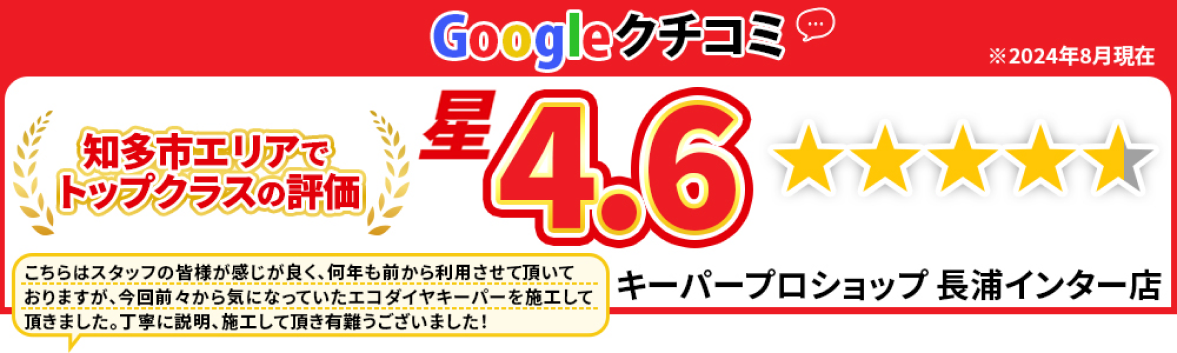 Googleクチコミ
※2024年8月現在
知多市エリアで
トップクラスの評価
星4.6
こちらはスタッフの皆様が感じが良く、何年も前から利用させて頂いて
おりますが、今回前々から気になっていたエコダイヤキーパーを施工して
頂きました。丁寧に説明、施工して頂き有難うございました!
キーパープロショップ 長浦インター店